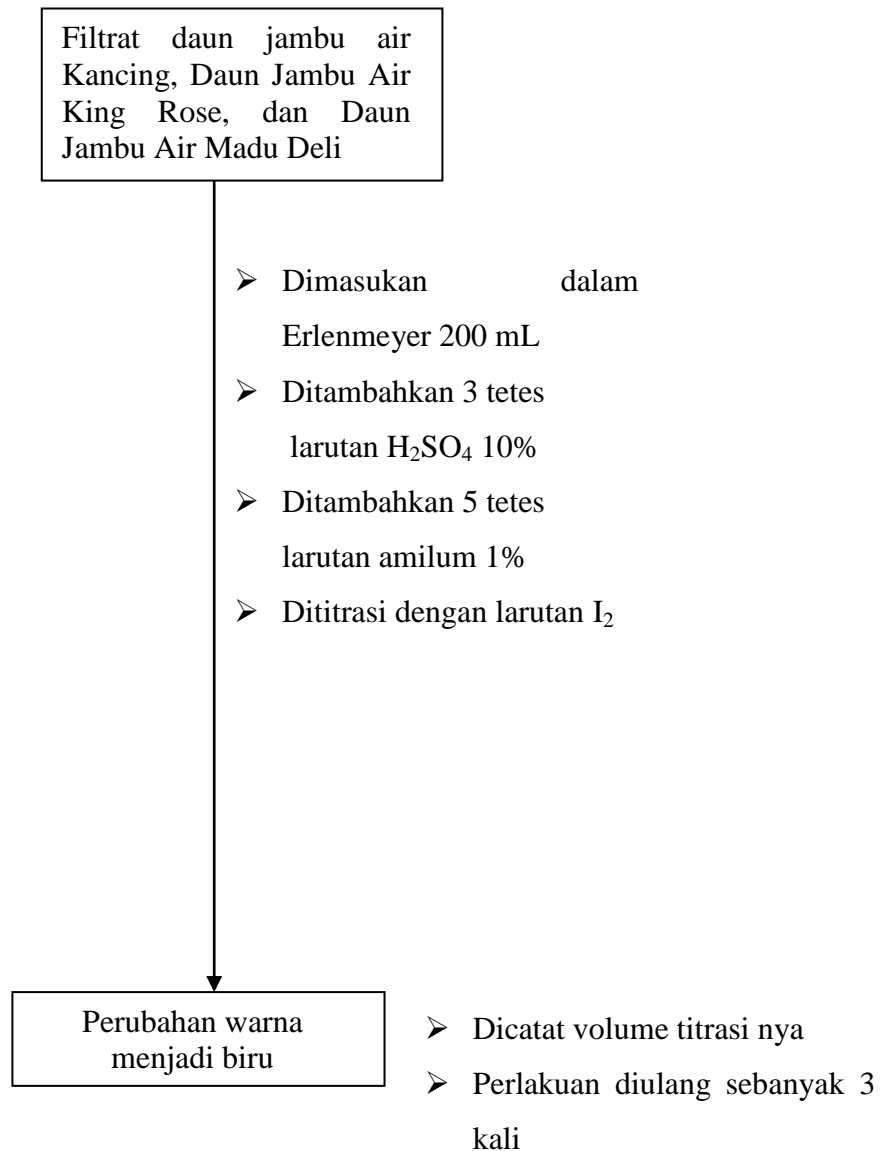 Filtrat daun jambu air
Kancing, Daun Jambu Air
King Rose, dan Daun
Jambu Air Madu Deli
➢ Dimasukan dalam
Erlenmeyer 200 mL
➢ Ditambahkan 3 tetes
larutan H₂SO₄ 10%
➢ Ditambahkan 5 tetes
larutan amilum 1%
➢ Dititrasi dengan larutan I₂
Perubahan warna
menjadi biru
➢ Dicatat volume titrasi nya
➢ Perlakuan diulang sebanyak 3
kali